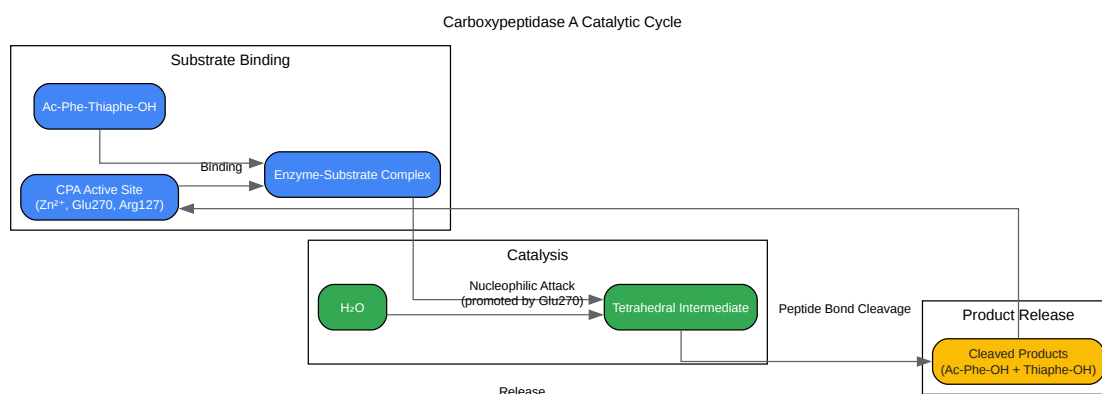 Carboxypeptidase A Catalytic Cycle
Substrate Binding
Ac-Phe-Thiaphe-OH
Binding
Enzyme-Substrate Complex
CPA Active Site
(Zn²⁺, Glu270, Arg127)
Catalysis
H₂O
Nucleophilic Attack
(promoted by Glu270)
Tetrahedral Intermediate
Peptide Bond Cleavage
Product Release
Cleaved Products
(Ac-Phe-OH + Thiaphe-OH)
Release